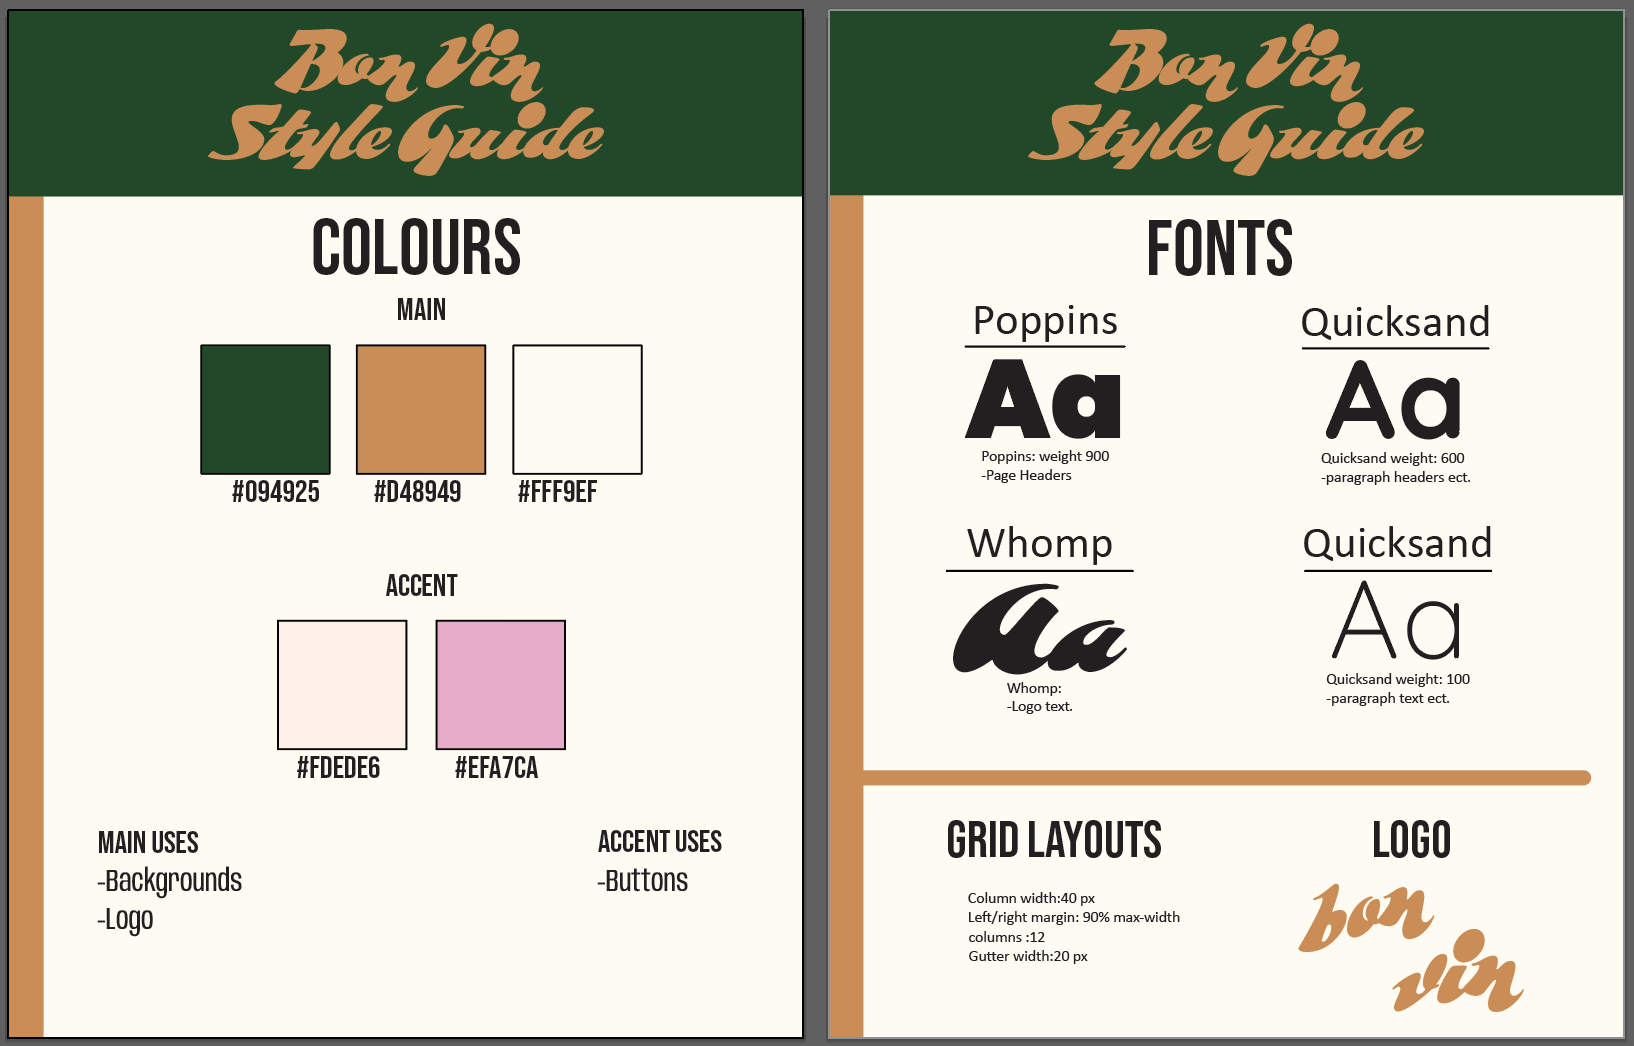 Bon Vin
Style Guide
COLOURS
MAIN
#094925
#D48949
#FFF9EF
ACCENT
#FDEDE6
#EFA7CA
MAIN USES
-Backgrounds
-Logo
ACCENT USES
-Buttons
Bon Vin
Style Guide
FONTS
Poppins
Aa
Poppins: weight 900
-Page Headers
Quicksand
Aa
Quicksand weight: 600
-paragraph headers ect.
Whomp
Aa
Whomp:
-Logo text.
Quicksand
Aa
Quicksand weight: 100
-paragraph text ect.
GRID LAYOUTS
Column width:40 px
Left/right margin: 90% max-width
columns :12
Gutter width:20 px
LOGO
bon
vin